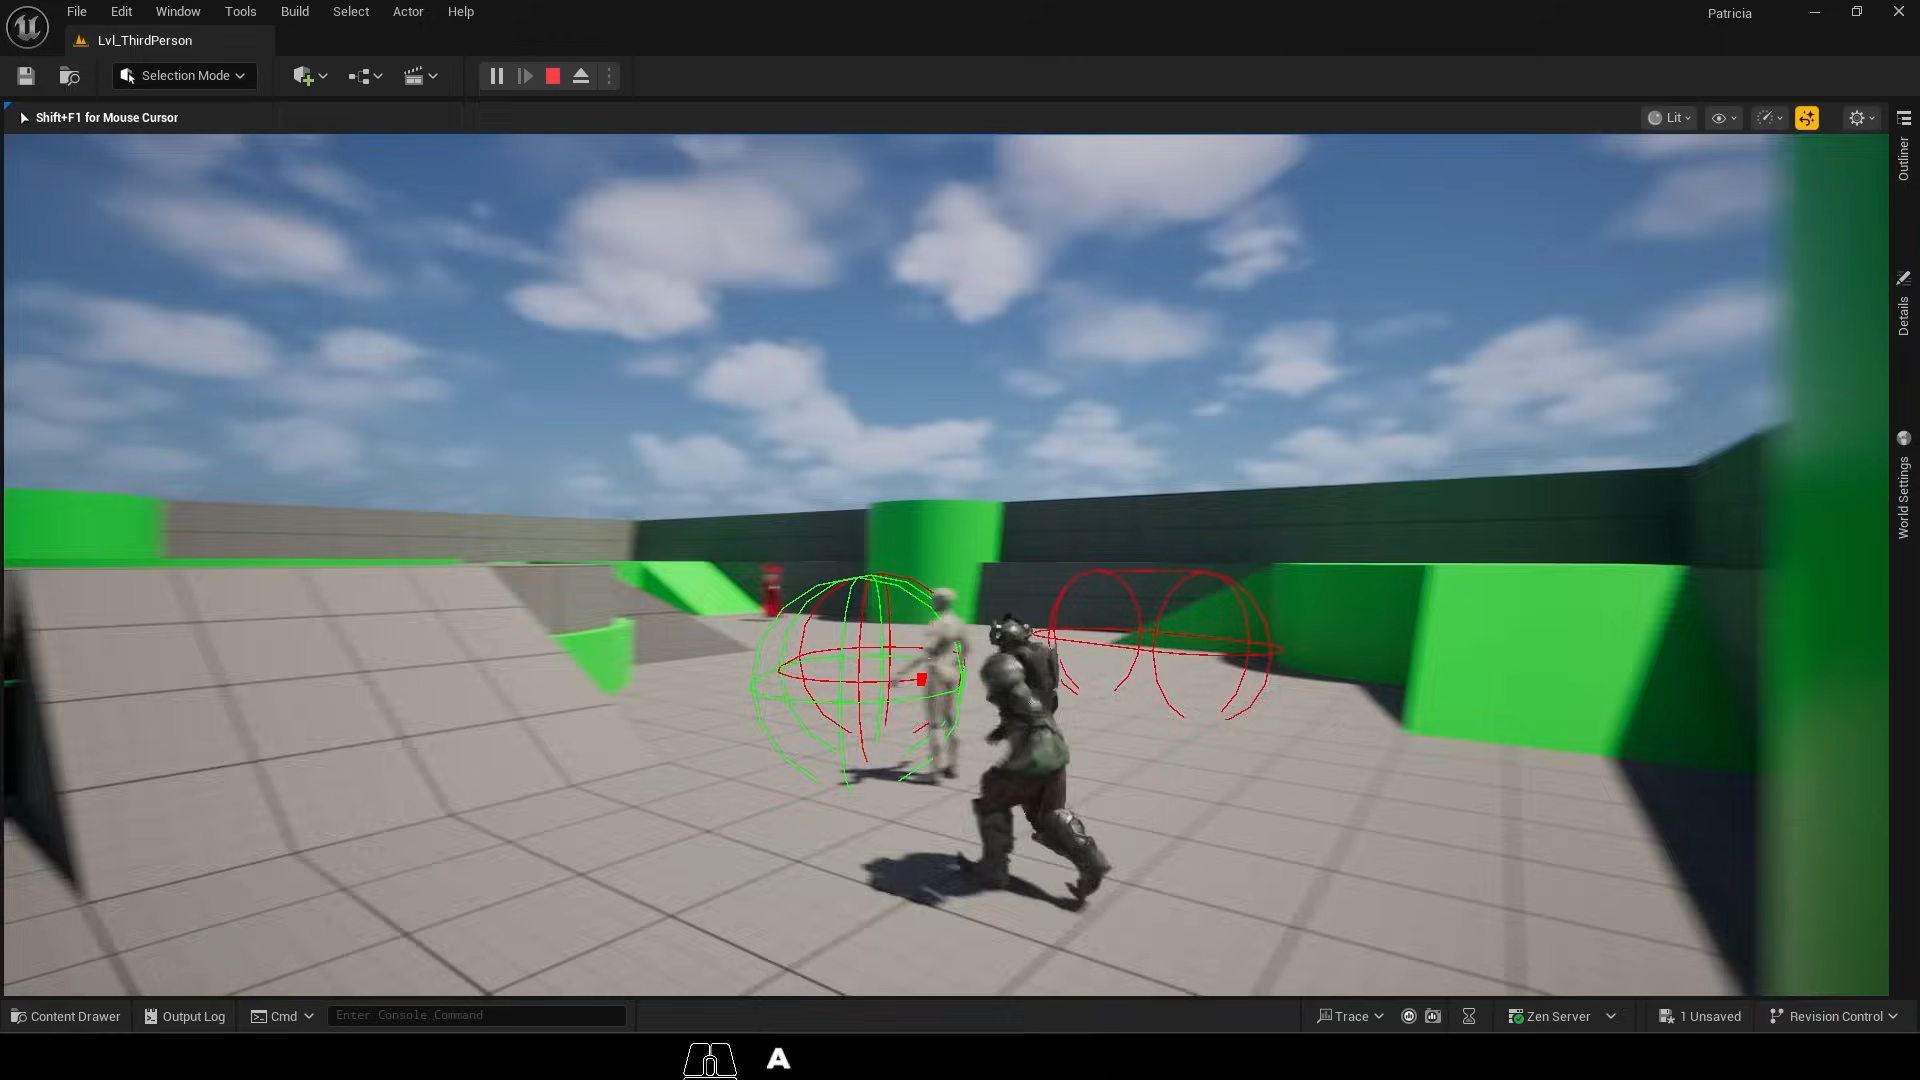 File Edit Window Tools Build Select Actor Help
Patricia
Lvl_ThirdPerson
Selection Mode
Shift+F1 for Mouse Cursor
Lit
Outliner
Details
World Settings
Content Drawer
Output Log
Cmd
Enter Console Command
Trace
Zen Server
1 Unsaved
Revision Control
A